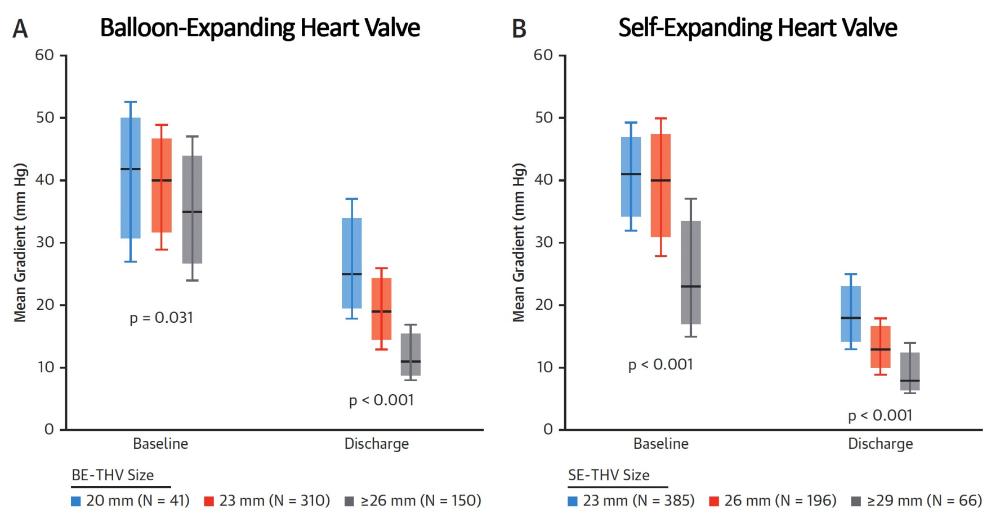 A
Balloon-Expanding Heart Valve
Mean Gradient (mm Hg)
60
50
40
30
20
10
0
p = 0.031
p < 0.001
Baseline
Discharge
BE-THV Size
20 mm (N = 41)
23 mm (N = 310)
≥26 mm (N = 150)
B
Self-Expanding Heart Valve
Mean Gradient (mm Hg)
60
50
40
30
20
10
0
p < 0.001
p < 0.001
Baseline
Discharge
SE-THV Size
23 mm (N = 385)
26 mm (N = 196)
≥29 mm (N = 66)